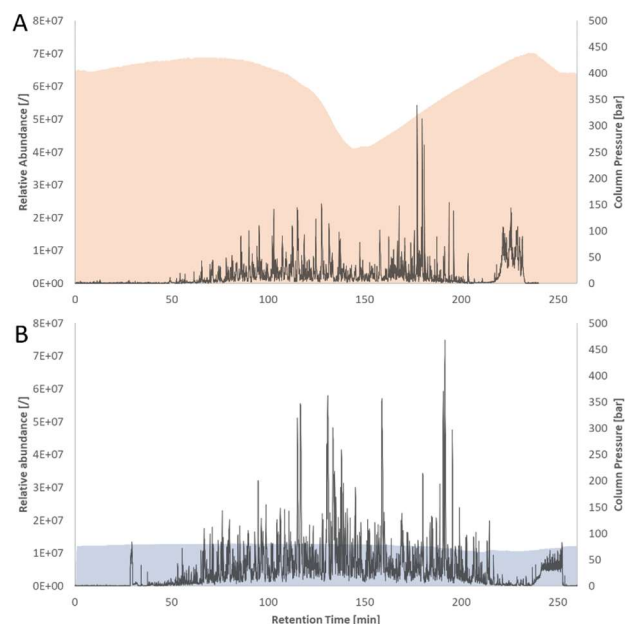 A
8E+07
7E+07
6E+07
5E+07
4E+07
3E+07
2E+07
1E+07
0E+00
Relative Abundance [/]
500
450
400
350
300
250
200
150
100
50
0
Column Pressure [bar]
0 50 100 150 200 250
B
8E+07
7E+07
6E+07
5E+07
4E+07
3E+07
2E+07
1E+07
0E+00
Relative abundance [/]
500
450
400
350
300
250
200
150
100
50
0
Column Pressure [bar]
0 50 100 150 200 250
Retention Time [min]